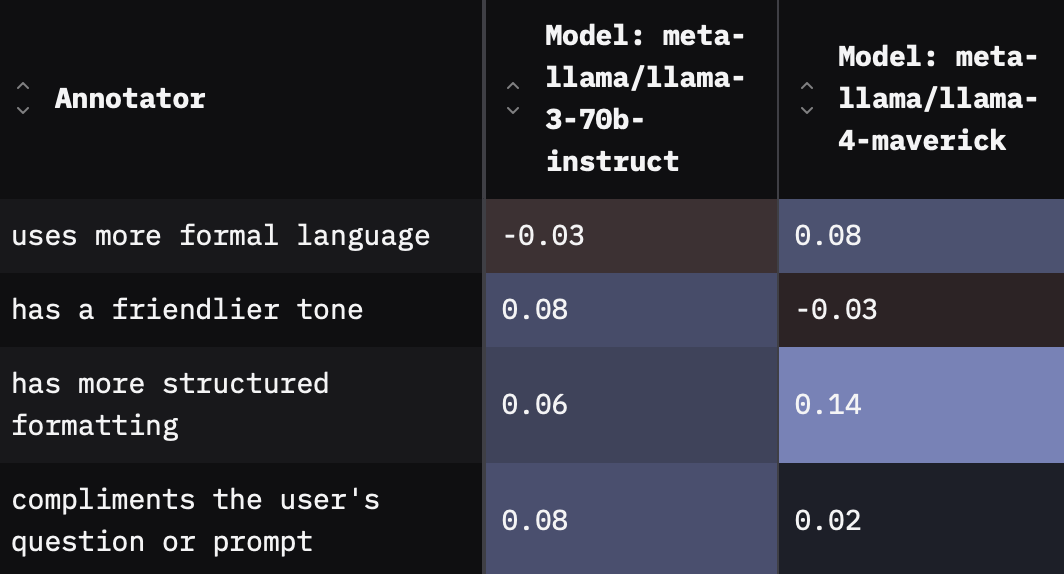 Annotator
Model: meta-
llama/llama-
3-70b-
instruct
Model: meta-
llama/llama-
4-maverick
uses more formal language
-0.03
0.08
has a friendlier tone
0.08
-0.03
has more structured
formatting
0.06
0.14
compliments the user's
question or prompt
0.08
0.02